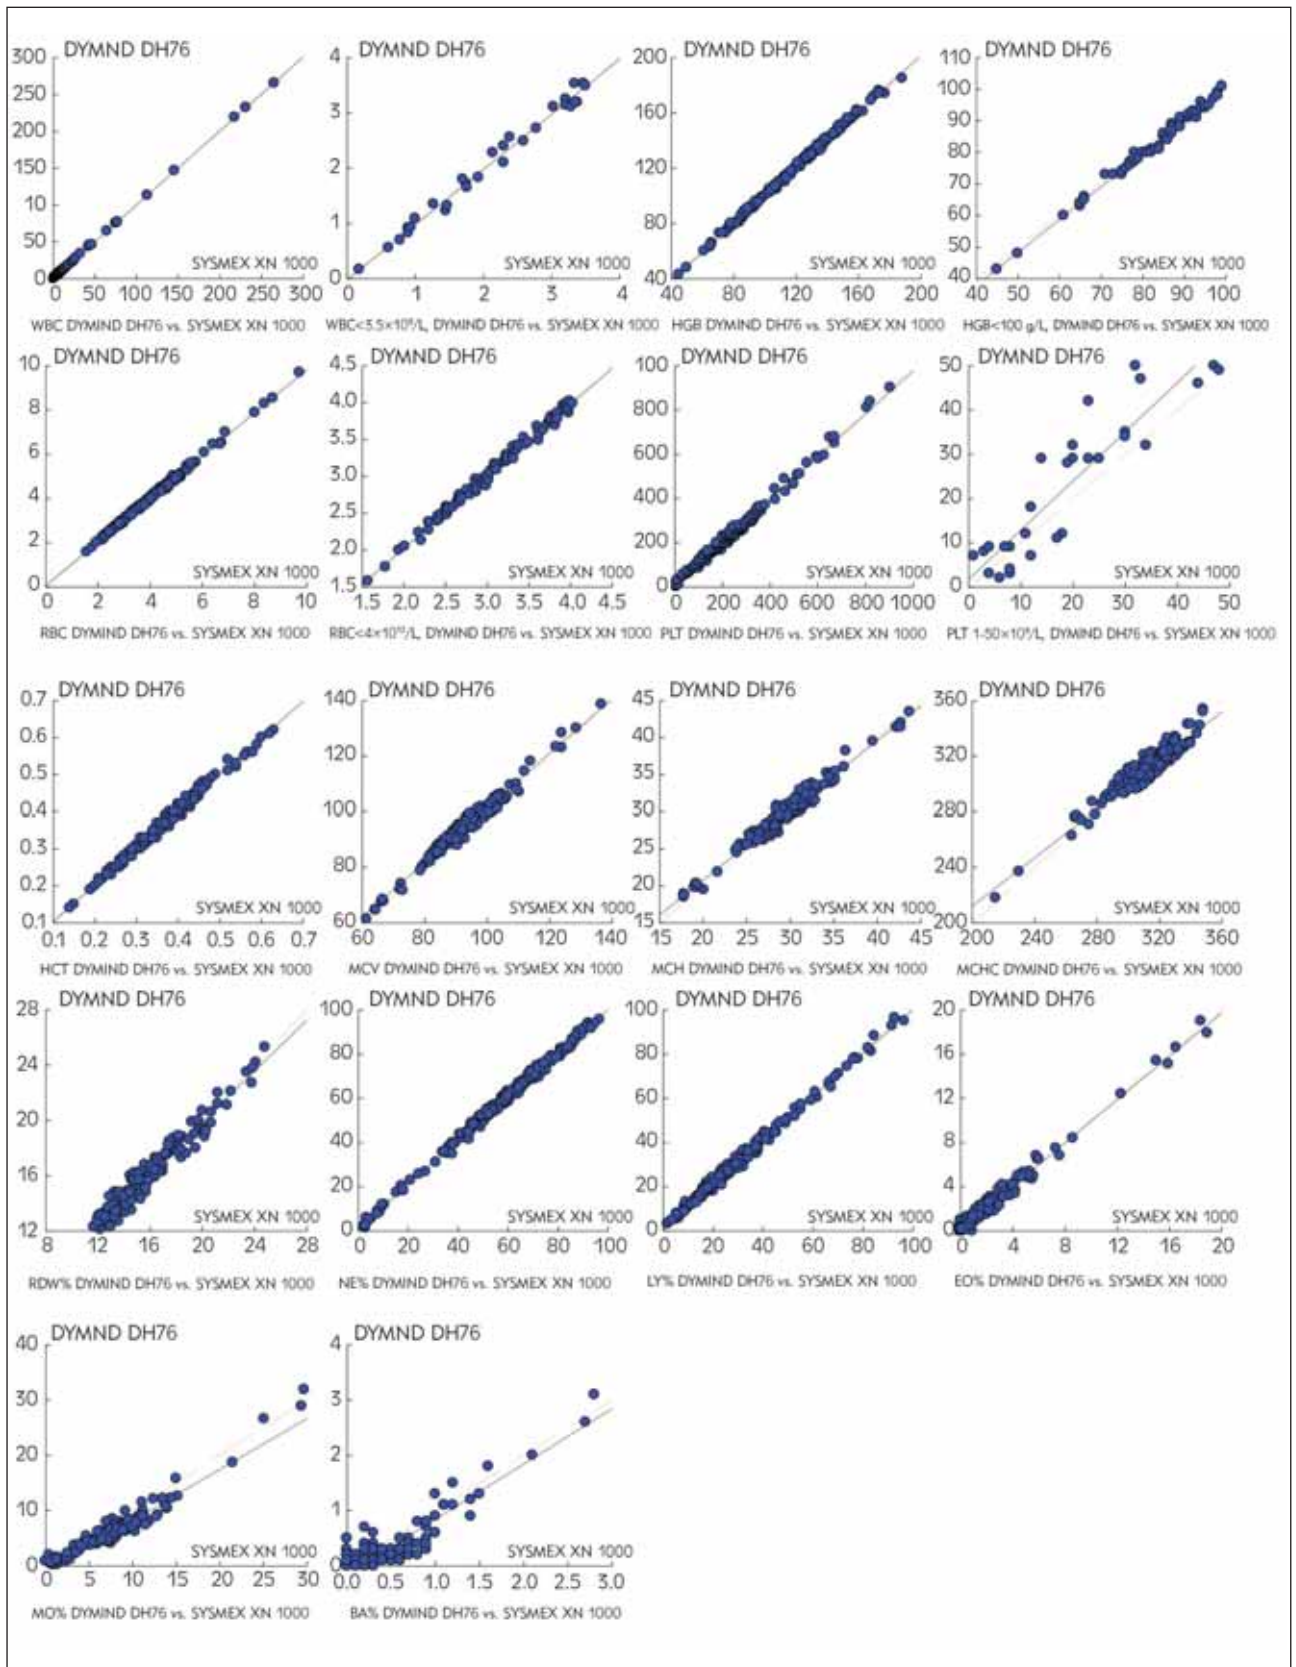 DYMND DH76
300
250
200
150
10
50
0
SYSMEX XN 1000
0 50 100 150 200 250 300
WBC DYMIND DH76 vs. SYSMEX XN 1000
DYMND DH76
4
3
2
1
0
SYSMEX XN 1000
0 1 2 3 4
WBC<3.5×10⁹/L, DYMIND DH76 vs. SYSMEX XN 1000
DYMND DH76
200
160
120
80
40
SYSMEX XN 1000
40 80 120 160 200
HGB DYMIND DH76 vs. SYSMEX XN 1000
DYMND DH76
110
100
90
80
70
60
50
40
SYSMEX XN 1000
40 50 60 70 80 90 100
HGB<100 g/L, DYMIND DH76 vs. SYSMEX XN 1000
DYMND DH76
10
8
6
4
2
0
SYSMEX XN 1000
0 2 4 6 8 10
RBC DYMIND DH76 vs. SYSMEX XN 1000
DYMND DH76
4.5
4.0
3.5
3.0
2.5
2.0
1.5
SYSMEX XN 1000
1.5 2.0 2.5 3.0 3.5 4.0 4.5
RBC<4×10¹²/L, DYMIND DH76 vs. SYSMEX XN 1000
DYMND DH76
100
800
600
400
200
0
SYSMEX XN 1000
0 200 400 600 800 1000
PLT DYMIND DH76 vs. SYSMEX XN 1000
DYMND DH76
50
40
30
20
10
0
SYSMEX XN 1000
0 10 20 30 40 50
PLT 1-50×10⁹/L, DYMIND DH76 vs. SYSMEX XN 1000
DYMND DH76
0.7
0.6
0.5
0.4
0.3
0.2
0.1
SYSMEX XN 1000
0.1 0.2 0.3 0.4 0.5 0.6 0.7
HCT DYMIND DH76 vs. SYSMEX XN 1000
DYMND DH76
140
120
100
80
60
SYSMEX XN 1000
60 80 100 120 140
MCV DYMIND DH76 vs. SYSMEX XN 1000
DYMND DH76
45
40
35
30
25
20
15
SYSMEX XN 1000
15 20 25 30 35 40 45
MCH DYMIND DH76 vs. SYSMEX XN 1000
DYMND DH76
360
320
280
240
200
SYSMEX XN 1000
200 240 280 320 360
MCHC DYMIND DH76 vs. SYSMEX XN 1000
DYMND DH76
28
24
20
16
12
SYSMEX XN 1000
8 12 16 20 24 28
RDW% DYMIND DH76 vs. SYSMEX XN 1000
DYMND DH76
100
80
60
40
20
0
SYSMEX XN 1000
0 20 40 60 80 100
NE% DYMIND DH76 vs. SYSMEX XN 1000
DYMND DH76
100
80
60
40
20
0
SYSMEX XN 1000
0 20 40 60 80 100
LY% DYMIND DH76 vs. SYSMEX XN 1000
DYMND DH76
20
16
12
8
4
0
SYSMEX XN 1000
0 4 8 12 16 20
EO% DYMIND DH76 vs. SYSMEX XN 1000
DYMND DH76
40
30
20
10
0
SYSMEX XN 1000
0 5 10 15 20 25 30
MO% DYMIND DH76 vs. SYSMEX XN 1000
DYMND DH76
4
3
2
1
0
SYSMEX XN 1000
0.0 0.5 1.0 1.5 2.0 2.5 3.0
BA% DYMIND DH76 vs. SYSMEX XN 1000